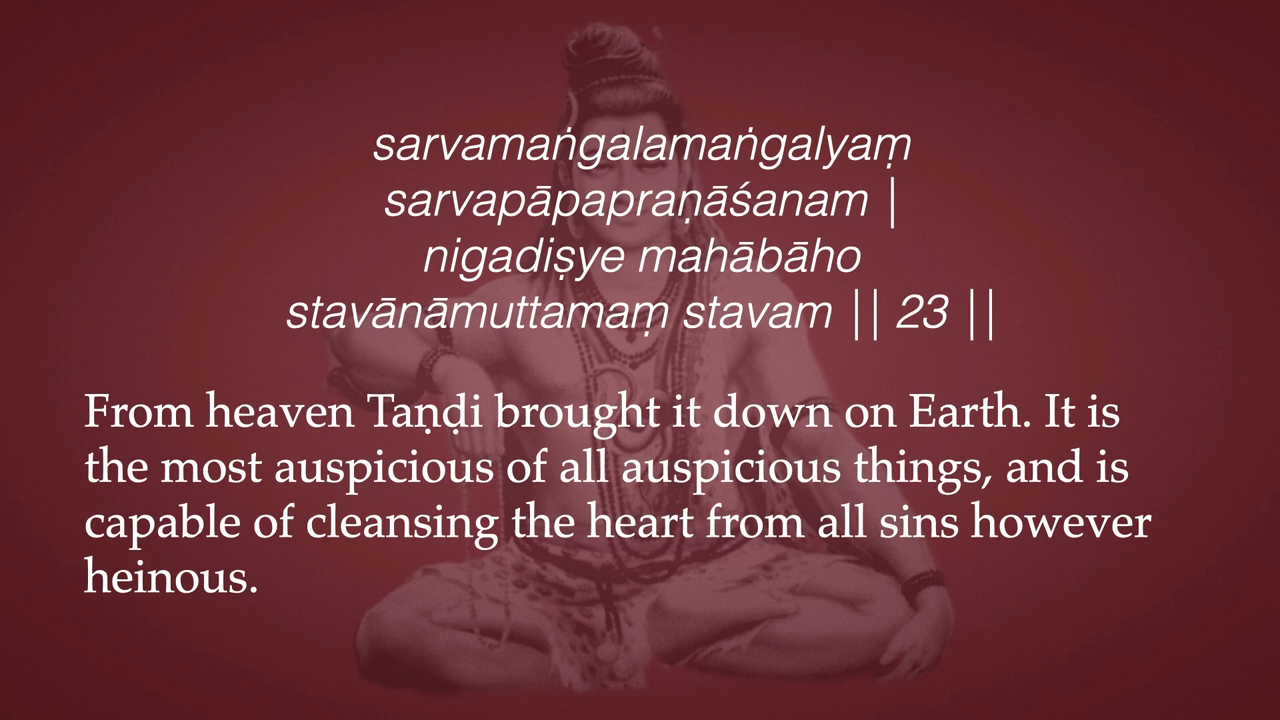 sarvamaṅgalamaṅgalyaṃ
sarvapāpapraṇāśanam |
nigadiṣye mahābāho
stavānāmuttamaṃ stavam || 23 ||
From heaven Taṇḍi brought it down on Earth. It is
the most auspicious of all auspicious things, and is
capable of cleansing the heart from all sins however
heinous.